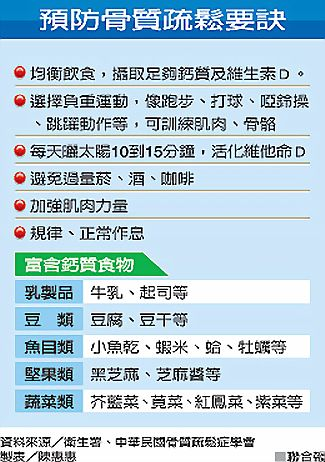 預防骨質疏鬆要訣
均衡飲食，攝取足夠鈣質及維生素D。
選擇負重運動，像跑步、打球、啞鈴操
、跳躍動作等，可訓練肌肉、骨骼
每天曬太陽10到15分鐘，活化維他命D
避免過量菸、酒、咖啡
加強肌肉力量
規律、正常作息
富含鈣質食物
乳製品 牛乳、起司等
豆類 豆腐、豆干等
魚貝類 小魚乾、蝦米、蛤、牡蠣等
堅果類 黑芝麻、芝麻醬等
蔬菜類 芥藍菜、莧菜、紅鳳菜、紫菜等
資料來源／衛生署、中華民國骨質疏鬆症學會
製表／陳惠惠
聯合報